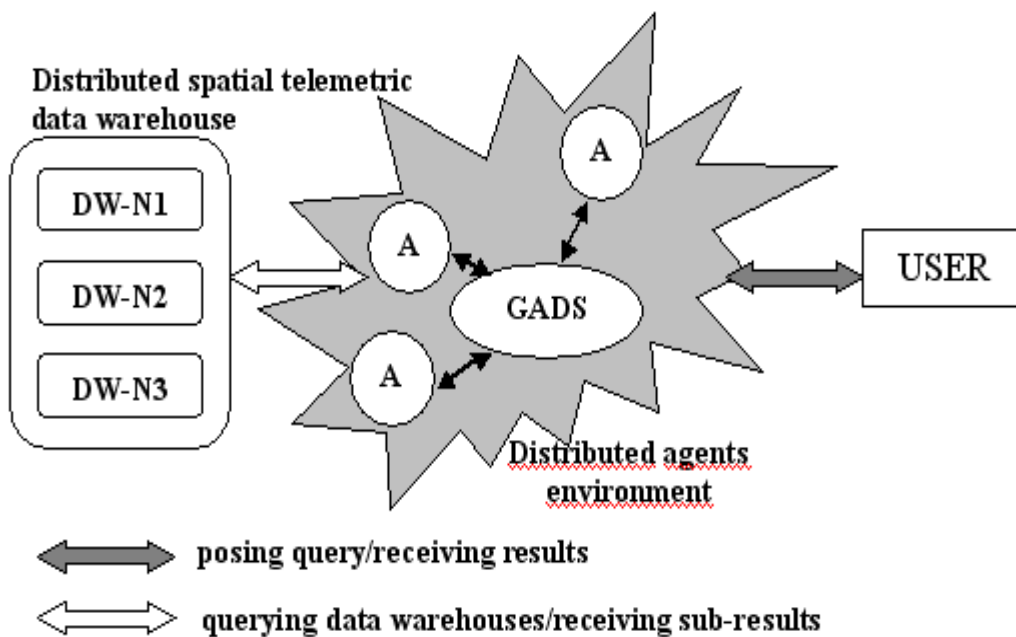 Distributed spatial telemetric
data warehouse
DW-N1
DW-N2
DW-N3
A
A
A
GADS
USER
Distributed agents
environment
posing query/receiving results
querying data warehouses/receiving sub-results